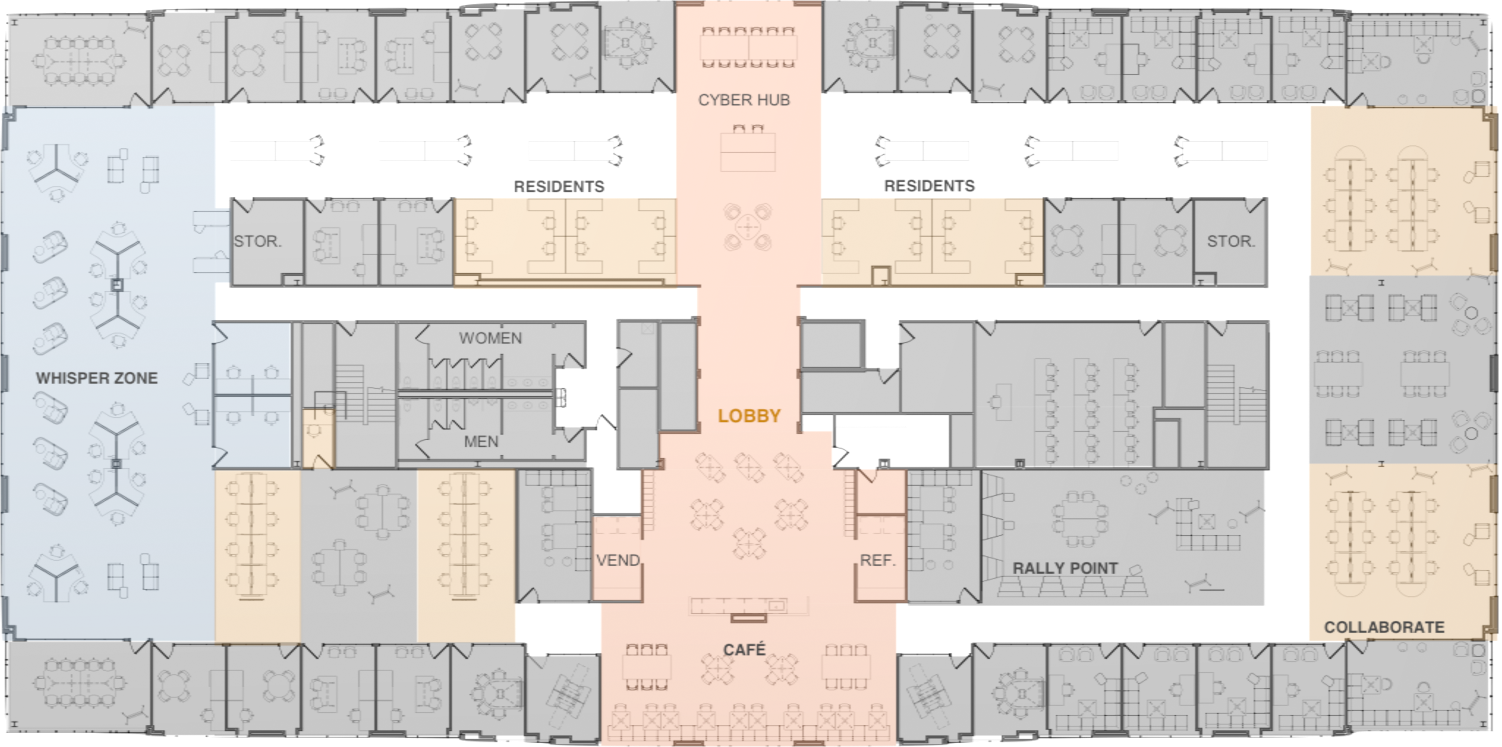 CYBER HUB
RESIDENTS
RESIDENTS
STOR.
STOR.
WOMEN
WHISPER ZONE
LOBBY
MEN
VEND
REF.
RALLY POINT
COLLABORATE
CAFÉ